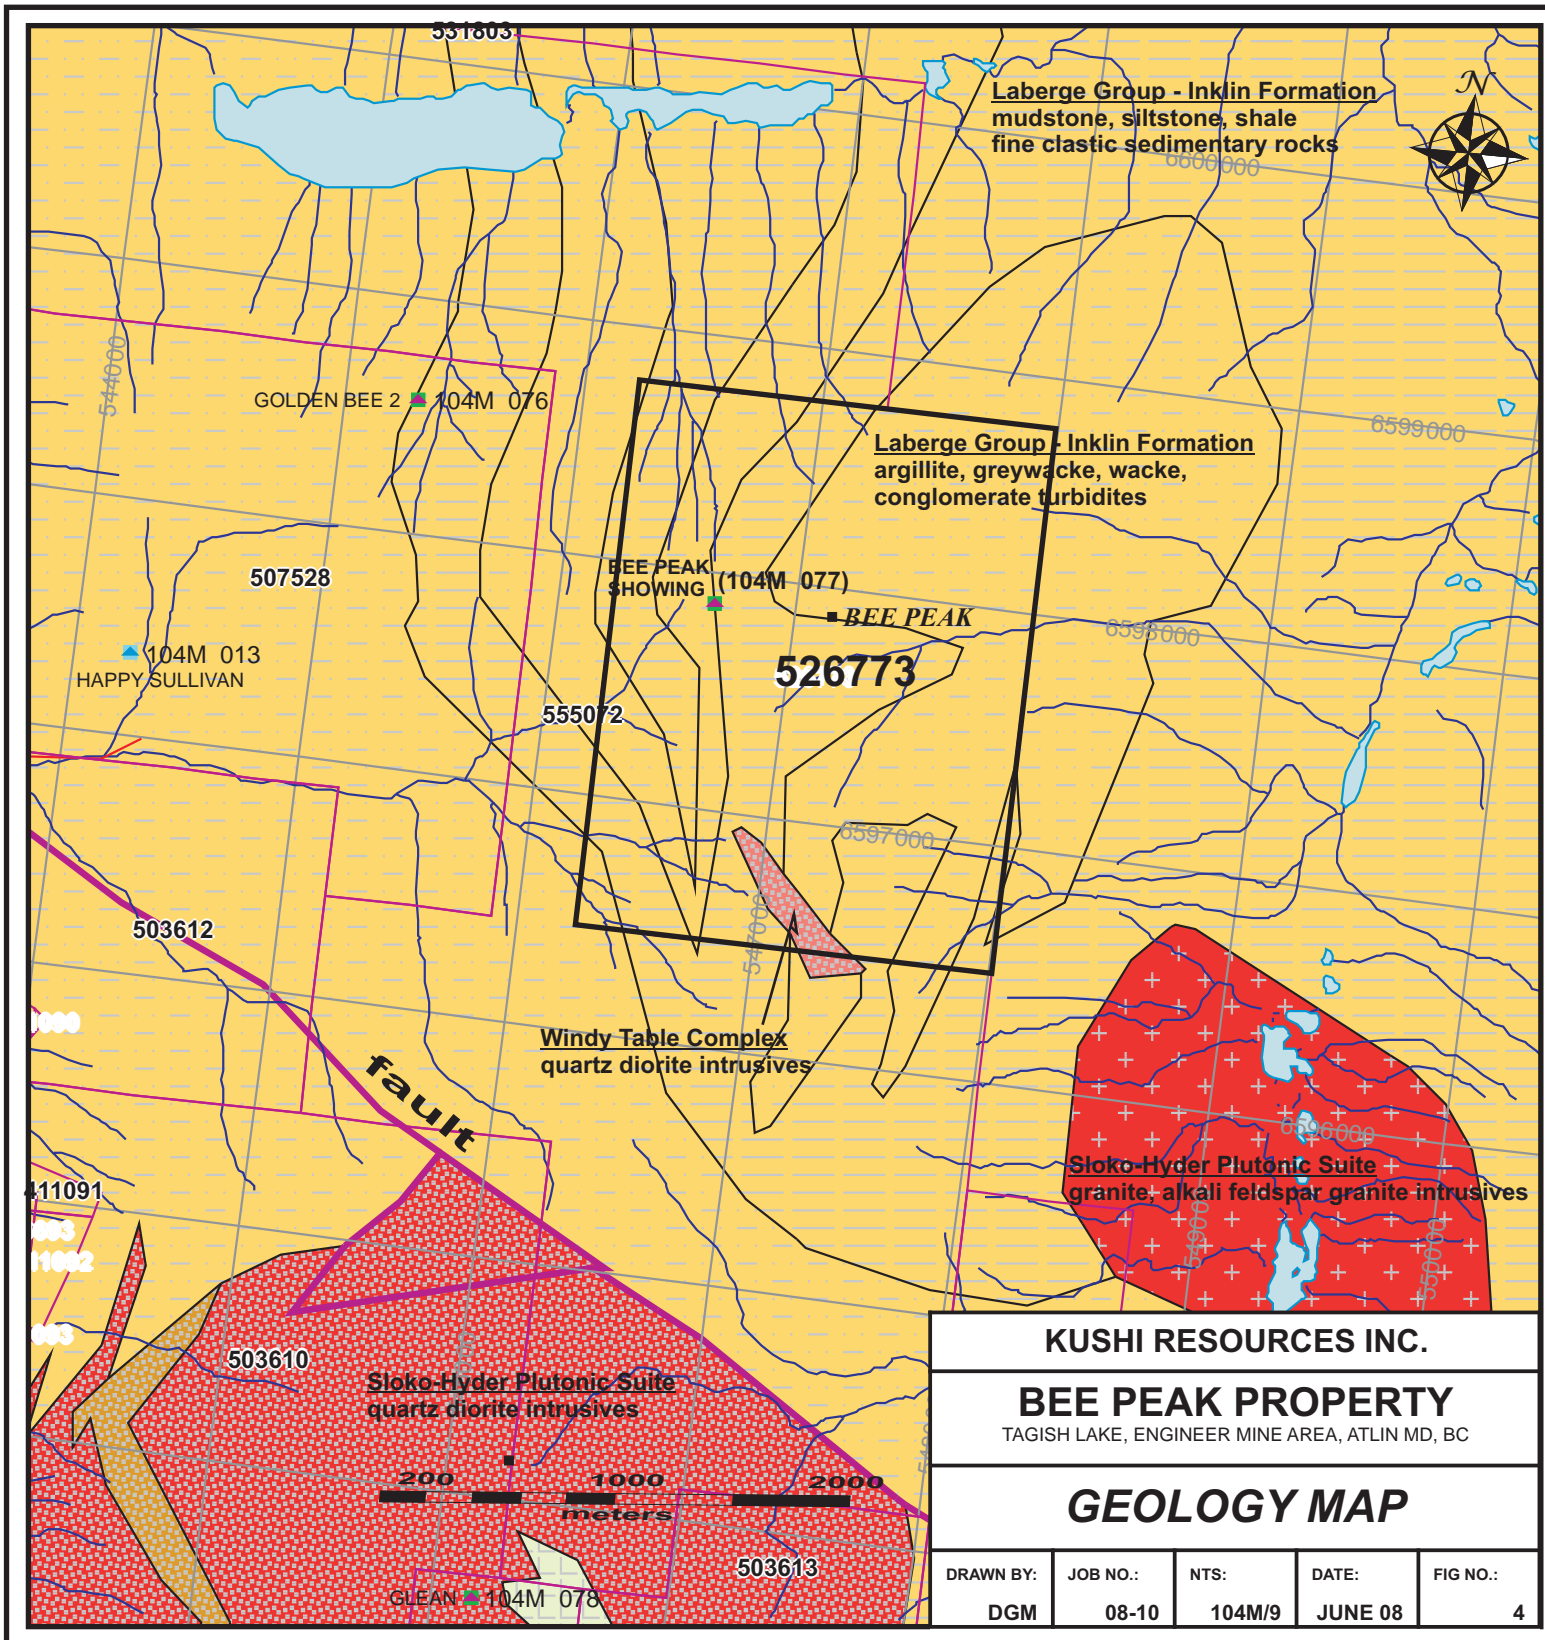 531803
Laberge Group - Inklin Formation
mudstone, siltstone, shale
fine clastic sedimentary rocks
N
6600000
544000
GOLDEN BEE 2
104M 076
6599000
Laberge Group - Inklin Formation
argillite, greywacke, wacke,
conglomerate turbidites
507528
BEE PEAK
SHOWING
(104M 077)
BEE PEAK
6598000
104M 013
HAPPY SULLIVAN
526773
555072
6597000
503612
547000
Windy Table Complex
quartz diorite intrusives
fault
6596000
Sloko-Hyder Plutonic Suite
granite, alkali feldspar granite intrusives
411091
11092
549000
550000
503610
Sloko-Hyder Plutonic Suite
quartz diorite intrusives
200 1000 2000
meters
503613
GLEAN
104M 078
KUSHI RESOURCES INC.
BEE PEAK PROPERTY
TAGISH LAKE, ENGINEER MINE AREA, ATLIN MD, BC
GEOLOGY MAP
DRAWN BY: JOB NO.: NTS: DATE: FIG NO.:
DGM 08-10 104M/9 JUNE 08 4